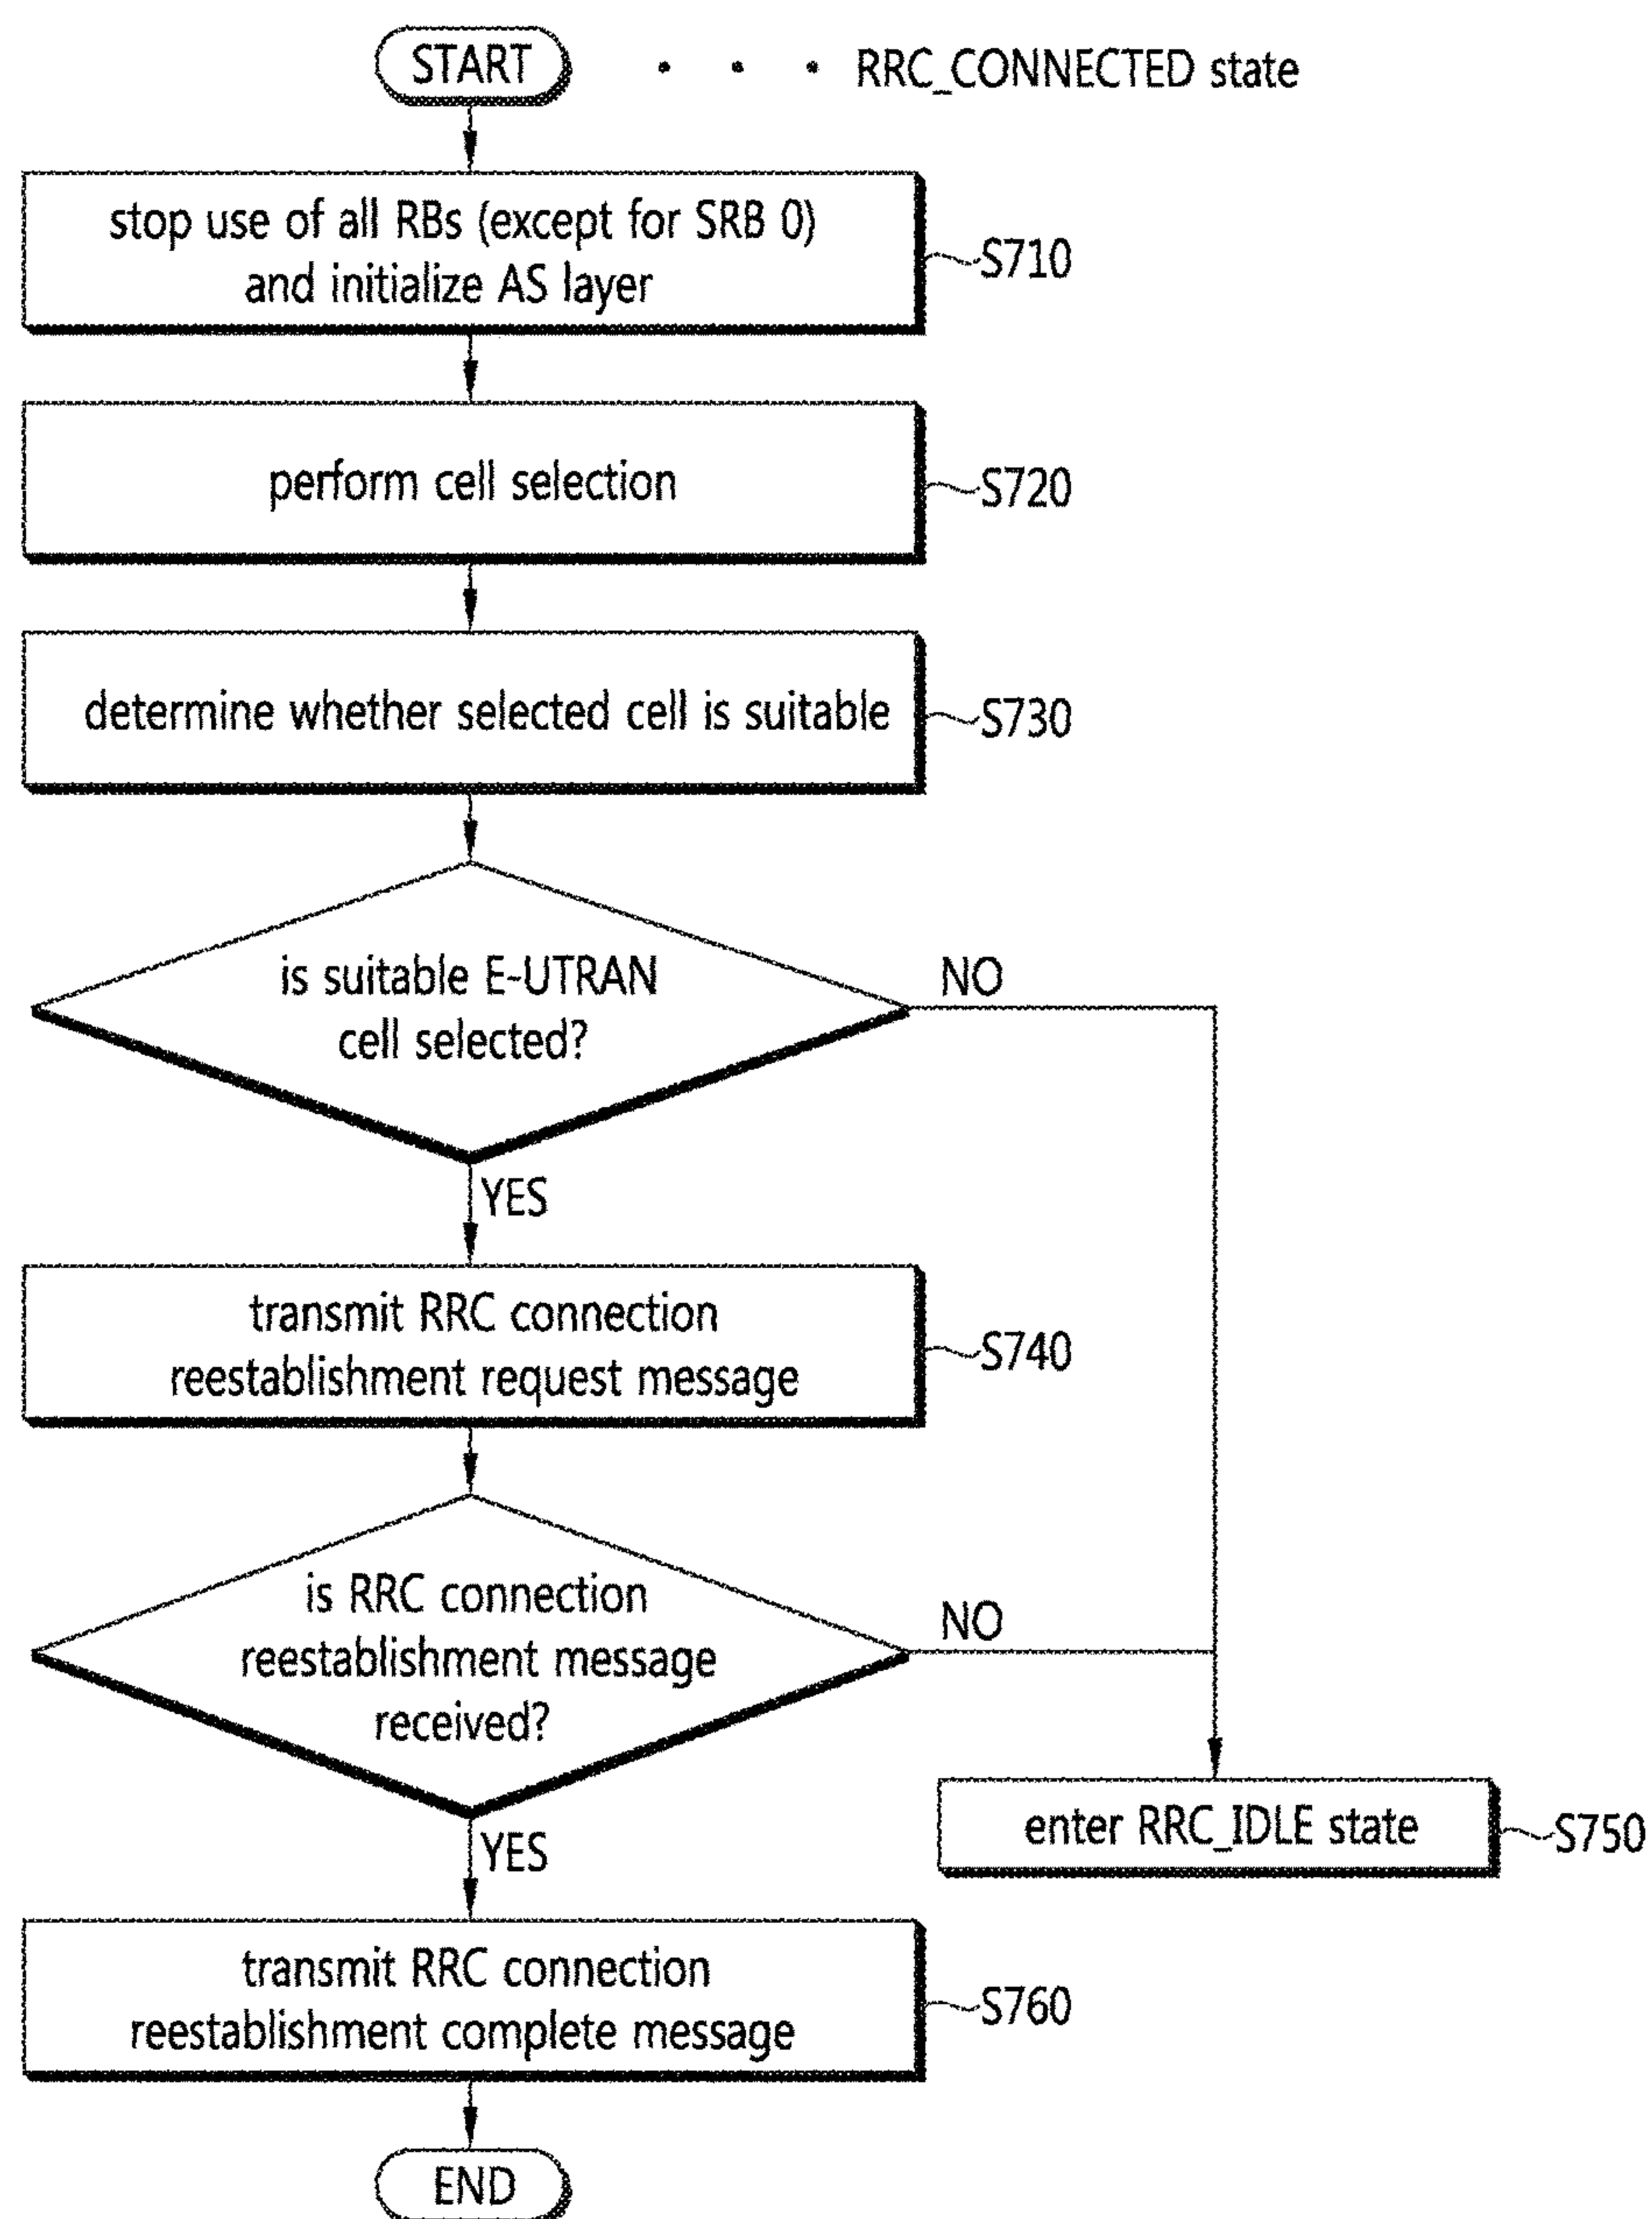 START
• • • RRC_CONNECTED state
stop use of all RBs (except for SRB 0)
and initialize AS layer
S710
perform cell selection
S720
determine whether selected cell is suitable
S730
is suitable E-UTRAN
cell selected?
NO
YES
transmit RRC connection
reestablishment request message
S740
is RRC connection
reestablishment message
received?
NO
YES
enter RRC_IDLE state
S750
transmit RRC connection
reestablishment complete message
S760
END